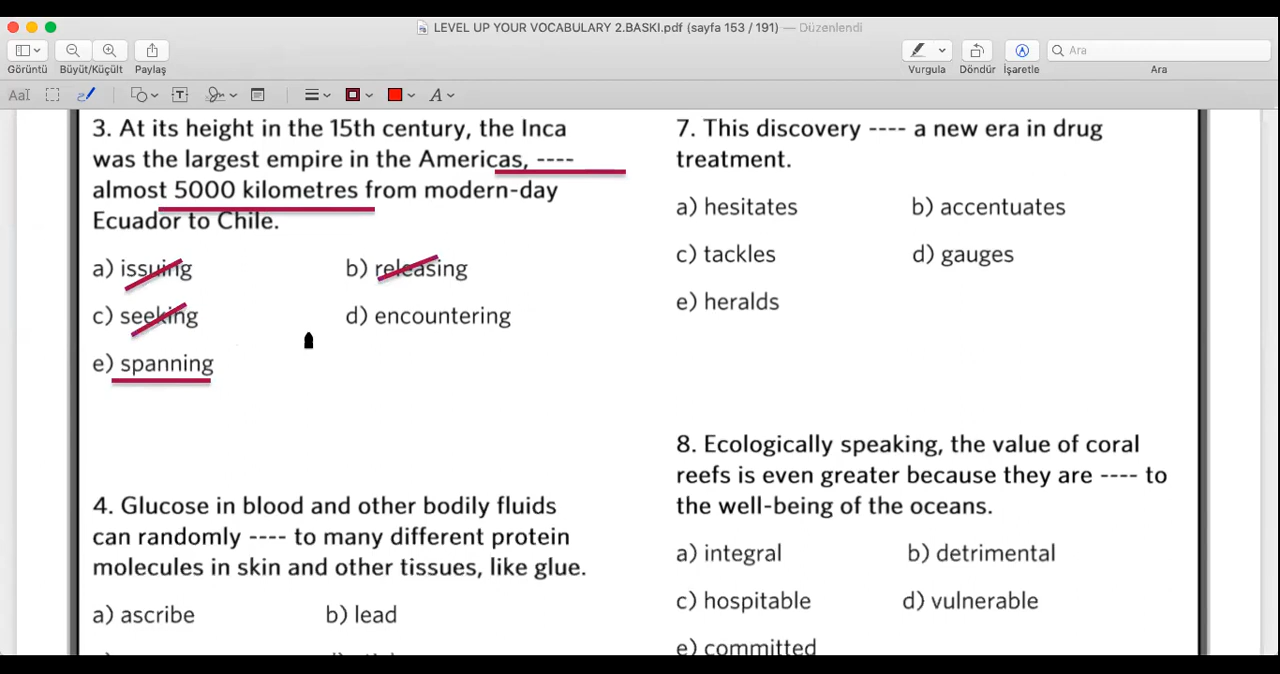 LEVEL UP YOUR VOCABULARY 2.BASKI.pdf (sayfa 153 / 191) — Düzenlendi
Ara
Görüntü Büyüt/Küçült Paylaş Vurgula Döndür İşaretle Ara
3. At its height in the 15th century, the Inca
was the largest empire in the Americas, ----
almost 5000 kilometres from modern-day
Ecuador to Chile.
a) issuing b) releasing
c) seeking d) encountering
e) spanning
4. Glucose in blood and other bodily fluids
can randomly ---- to many different protein
molecules in skin and other tissues, like glue.
a) ascribe b) lead
7. This discovery ---- a new era in drug
treatment.
a) hesitates b) accentuates
c) tackles d) gauges
e) heralds
8. Ecologically speaking, the value of coral
reefs is even greater because they are ---- to
the well-being of the oceans.
a) integral b) detrimental
c) hospitable d) vulnerable
e) committed